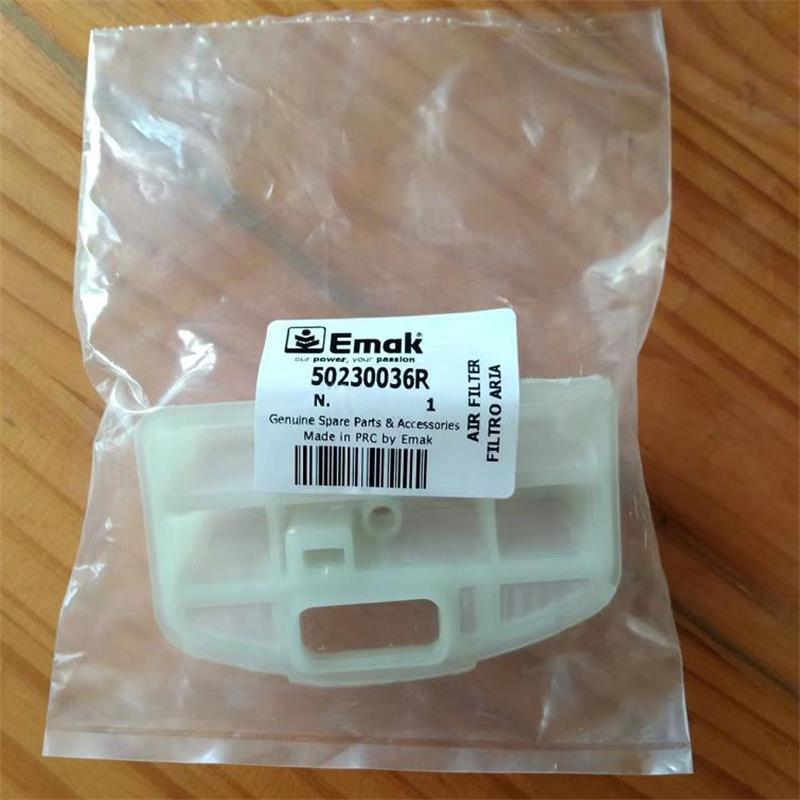 Emak®
our power, your passion
50230036R
N. 1
Genuine Spare Parts & Accessories
Made in PRC by Emak
AIR FILTER
FILTRO ARIA